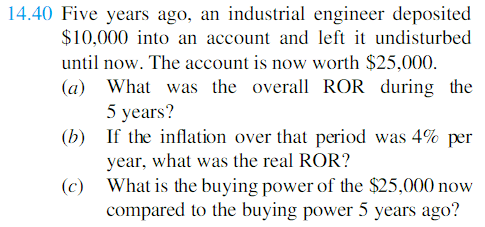 14.40 Five years ago, an industrial engineer deposited
$10,000 into an account and left it undisturbed
until now. The account is now worth $25,000.
(a) What was the overall ROR during the
5 years?
(b) If the inflation over that period was 4% per
year, what was the real ROR?
(c) What is the buying power of the $25,000 now
compared to the buying power 5 years ago?